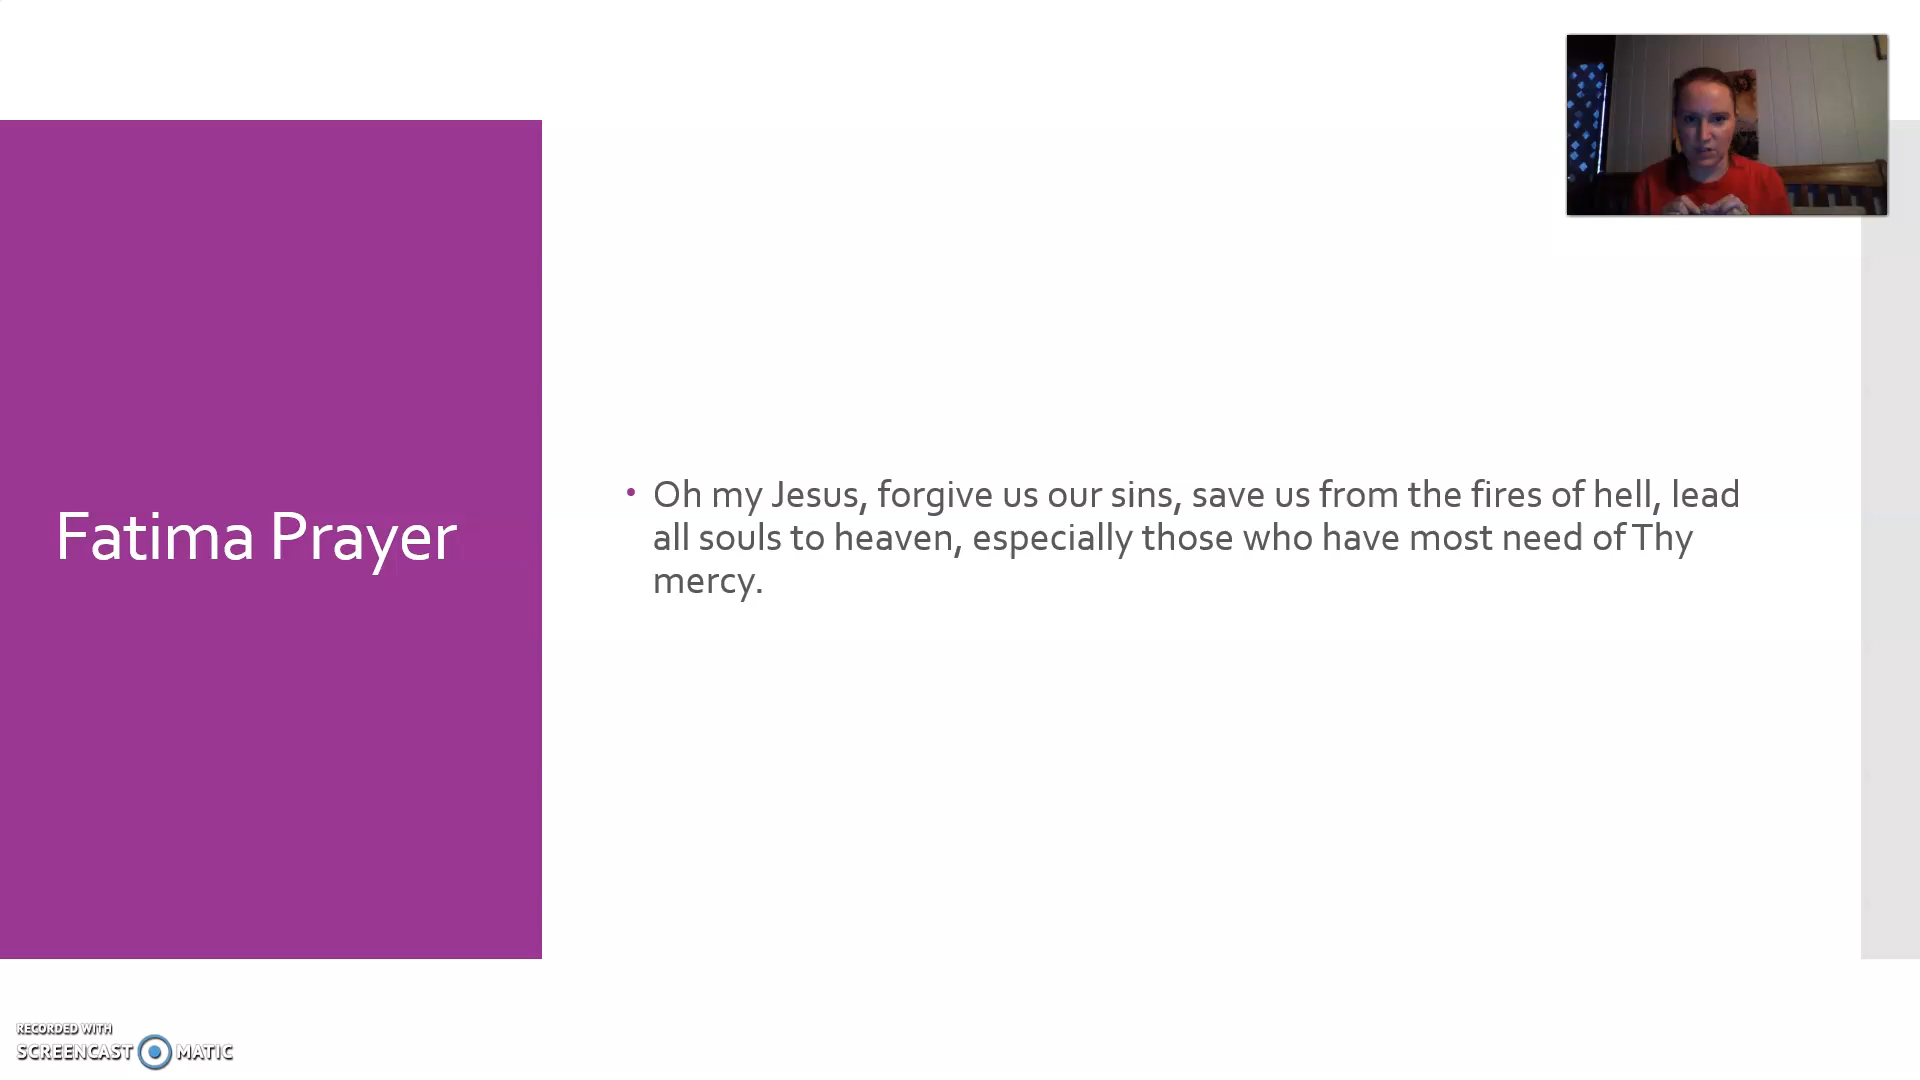 Fatima Prayer
• Oh my Jesus, forgive us our sins, save us from the fires of hell, lead
all souls to heaven, especially those who have most need of Thy
mercy.
RECORDED WITH
SCREENCAST MATIC